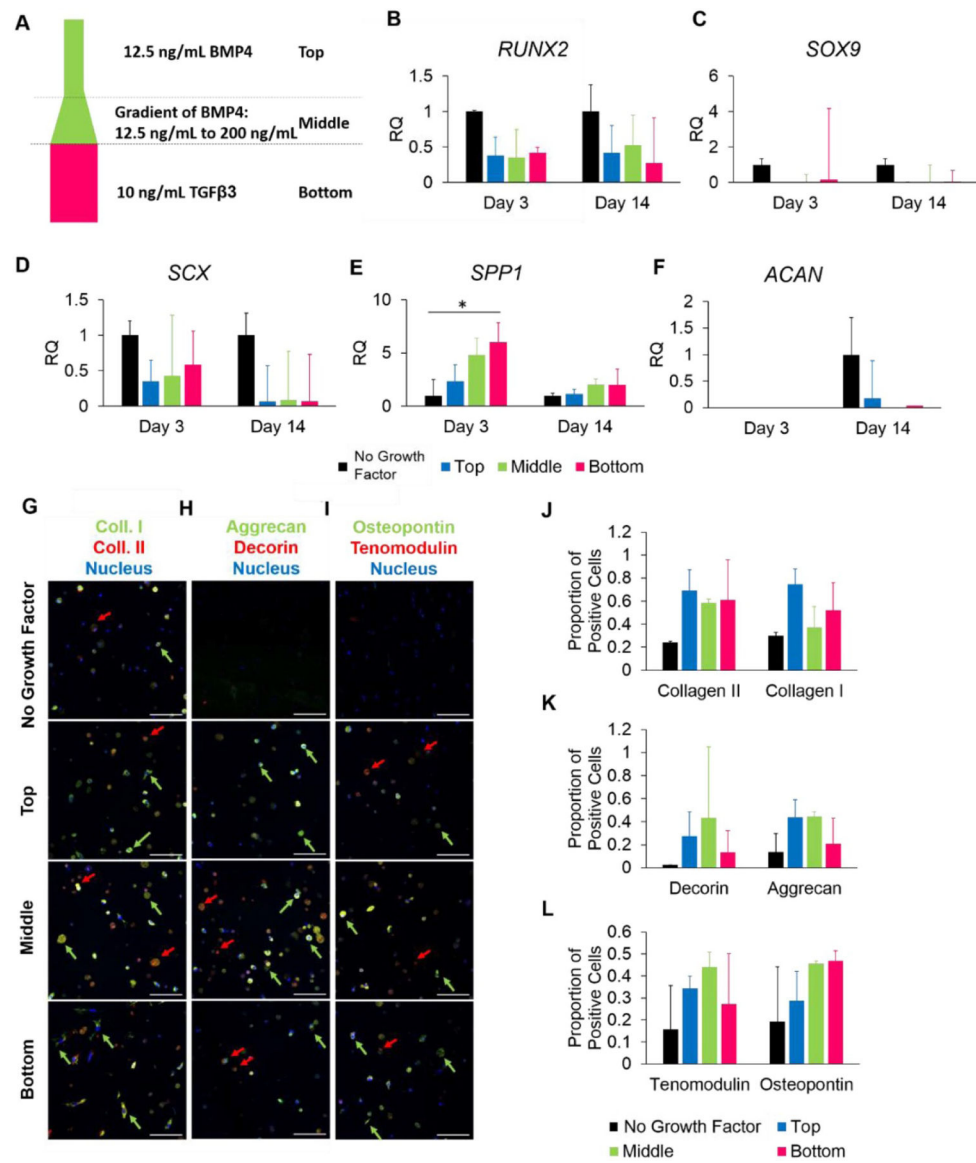 A
12.5 ng/mL BMP4 Top
Gradient of BMP4:
12.5 ng/mL to 200 ng/mL Middle
10 ng/mL TGFβ3 Bottom
B
RUNX2
RQ
1.5
1
0.5
0
Day 3 Day 14
C
SOX9
RQ
6
4
2
0
Day 3 Day 14
D
SCX
RQ
1.5
1
0.5
0
Day 3 Day 14
E
SPP1
*
RQ
10
5
0
Day 3 Day 14
F
ACAN
RQ
2
1.5
1
0.5
0
Day 3 Day 14
No Growth
Factor
Top Middle Bottom
G H I
Coll. I
Coll. II
Nucleus
Aggrecan
Decorin
Nucleus
Osteopontin
Tenomodulin
Nucleus
No Growth Factor
Top
Middle
Bottom
J
Proportion of
Positive Cells
1.2
1
0.8
0.6
0.4
0.2
0
Collagen II Collagen I
K
Proportion of
Positive Cells
1.2
1
0.8
0.6
0.4
0.2
0
Decorin Aggrecan
L
Proportion of
Positive Cells
0.6
0.5
0.4
0.3
0.2
0.1
0
Tenomodulin Osteopontin
No Growth Factor Top
Middle Bottom